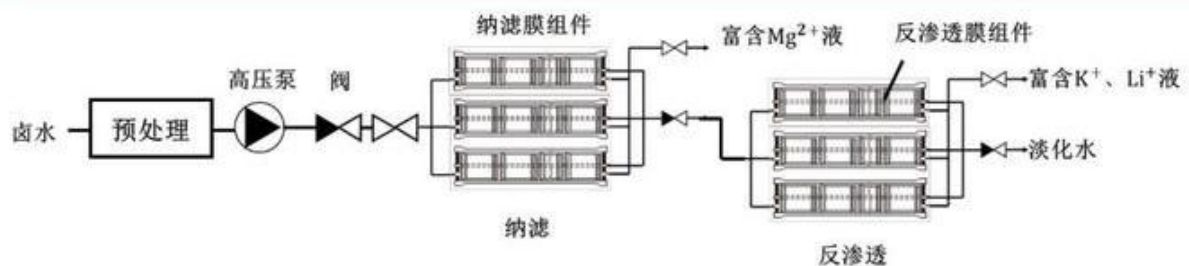 纳滤膜组件
富含Mg²⁺液
反渗透膜组件
高压泵
阀
富含K⁺、Li⁺液
卤水
预处理
淡化水
纳滤
反渗透